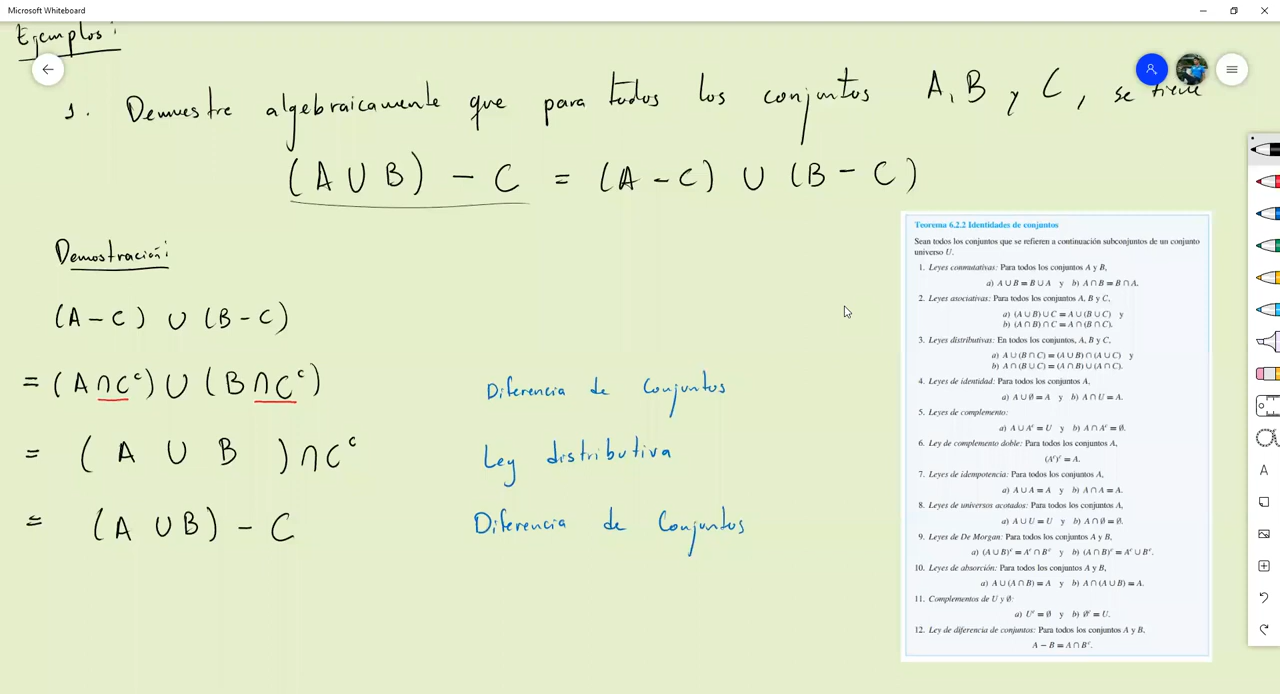 Microsoft Whiteboard
Ejemplos:
1. Demuestre algebraicamente que para todos los conjuntos A, B y C, se tiene
(A ∪ B) - C = (A - C) ∪ (B - C)
Demostración:
(A - C) ∪ (B - C)
= (A ∩ Cᶜ) ∪ (B ∩ Cᶜ) Diferencia de Conjuntos
= ( A ∪ B ) ∩ Cᶜ Ley distributiva
= (A ∪ B) - C Diferencia de Conjuntos
Teorema 6.2.2 Identidades de conjuntos
Sean todos los conjuntos que se refieren a continuación subconjuntos de un conjunto
universo U.
1. Leyes conmutativas: Para todos los conjuntos A y B,
a) A ∪ B = B ∪ A y b) A ∩ B = B ∩ A.
2. Leyes asociativas: Para todos los conjuntos A, B y C,
a) (A ∪ B) ∪ C = A ∪ (B ∪ C) y
b) (A ∩ B) ∩ C = A ∩ (B ∩ C).
3. Leyes distributivas: En todos los conjuntos, A, B y C,
a) A ∪ (B ∩ C) = (A ∪ B) ∩ (A ∪ C) y
b) A ∩ (B ∪ C) = (A ∩ B) ∪ (A ∩ C).
4. Leyes de identidad: Para todos los conjuntos A,
a) A ∪ Ø = A y b) A ∩ U = A.
5. Leyes de complemento:
a) A ∪ Aᶜ = U y b) A ∩ Aᶜ = Ø.
6. Ley de complemento doble: Para todos los conjuntos A,
(Aᶜ)ᶜ = A.
7. Leyes de idempotencia: Para todos los conjuntos A,
a) A ∪ A = A y b) A ∩ A = A.
8. Leyes de universos acotados: Para todos los conjuntos A,
a) A ∪ U = U y b) A ∩ Ø = Ø.
9. Leyes de De Morgan: Para todos los conjuntos A y B,
a) (A ∪ B)ᶜ = Aᶜ ∩ Bᶜ y b) (A ∩ B)ᶜ = Aᶜ ∪ Bᶜ.
10. Leyes de absorción: Para todos los conjuntos A y B,
a) A ∪ (A ∩ B) = A y b) A ∩ (A ∪ B) = A.
11. Complementos de U y Ø:
a) Uᶜ = Ø y b) Øᶜ = U.
12. Ley de diferencia de conjuntos: Para todos los conjuntos A y B,
A − B = A ∩ Bᶜ.